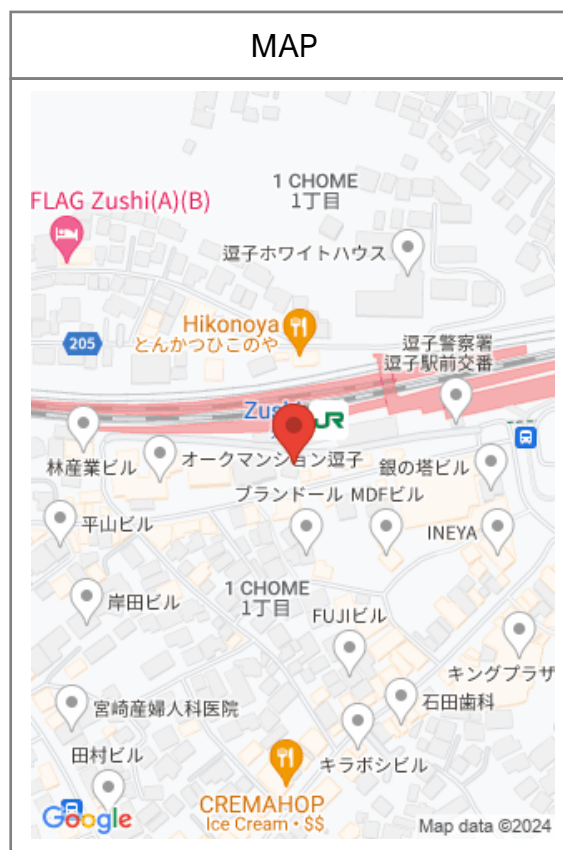 MAP
1 CHOME
1丁目
FLAG Zushi(A)(B)
逗子ホワイトハウス
Hikonoya
とんかつひこのや
205
逗子警察署
逗子駅前交番
Zushi
JR
林産業ビル
オークマンション逗子
銀の塔ビル
ブランドール
MDFビル
平山ビル
INEYA
1 CHOME
1丁目
岸田ビル
FUJIビル
キングプラザ
石田歯科
宮崎産婦人科医院
田村ビル
キラボシビル
CREMAHOP
Ice Cream • $$
Google
Map data ©2024